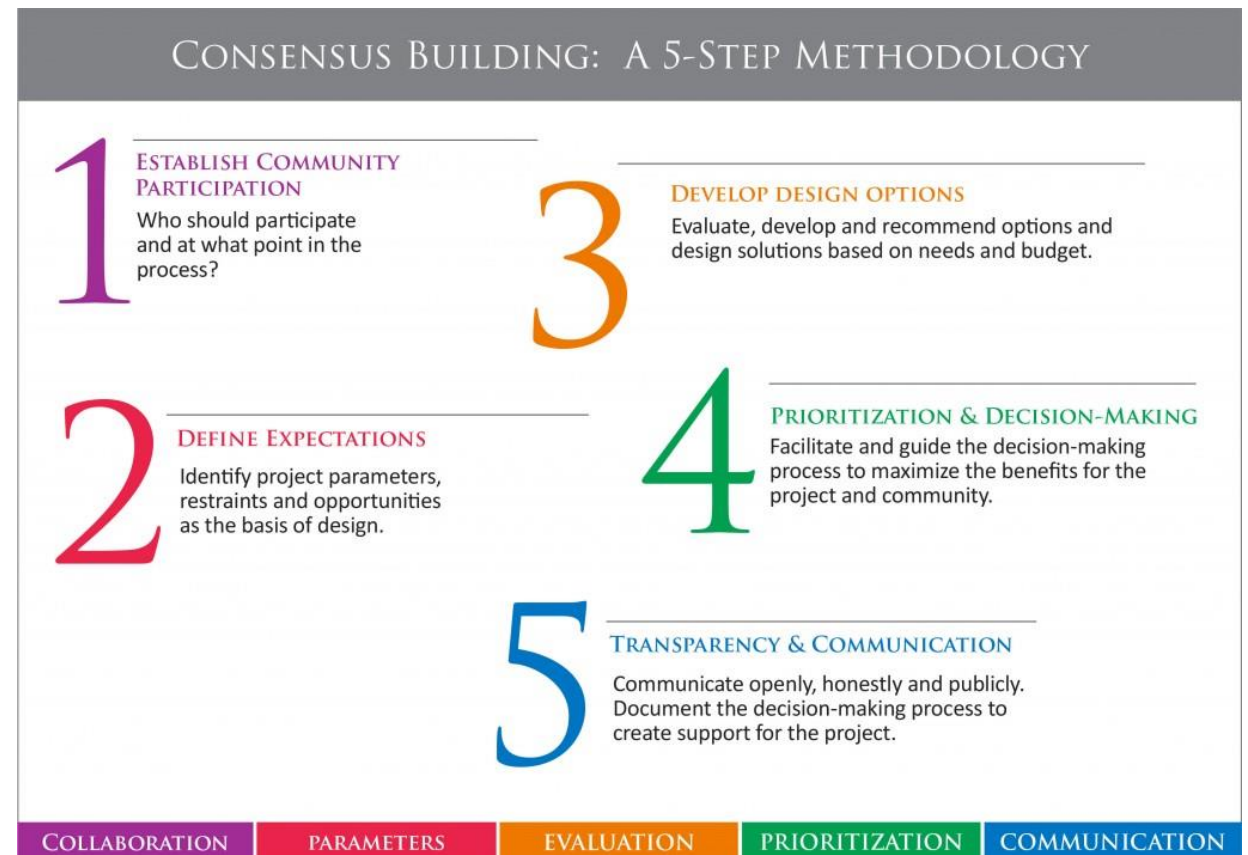 CONSENSUS BUILDING: A 5-STEP METHODOLOGY
1
ESTABLISH COMMUNITY
PARTICIPATION
Who should participate
and at what point in the
process?
2
DEFINE EXPECTATIONS
Identify project parameters,
restraints and opportunities
as the basis of design.
3
DEVELOP DESIGN OPTIONS
Evaluate, develop and recommend options and
design solutions based on needs and budget.
4
PRIORITIZATION & DECISION-MAKING
Facilitate and guide the decision-making
process to maximize the benefits for the
project and community.
5
TRANSPARENCY & COMMUNICATION
Communicate openly, honestly and publicly.
Document the decision-making process to
create support for the project.
COLLABORATION
PARAMETERS
EVALUATION
PRIORITIZATION
COMMUNICATION